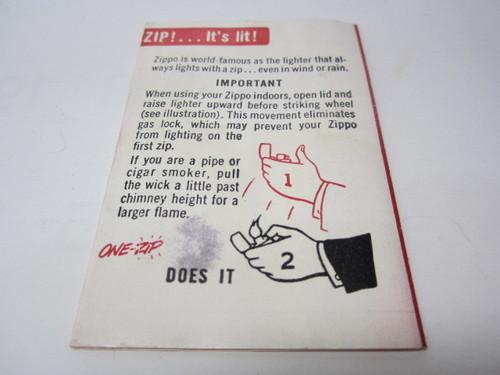 ZIP!... It's lit!
Zippo is world-famous as the lighter that al-
ways lights with a zip... even in wind or rain.
IMPORTANT
When using your Zippo indoors, open lid and
raise lighter upward before striking wheel
(see illustration). This movement eliminates
gas lock, which may prevent your Zippo
from lighting on the
first zip.
If you are a pipe or
cigar smoker, pull
the wick a little past
chimney height for a
larger flame.
1
ONE-ZIP
DOES IT
2